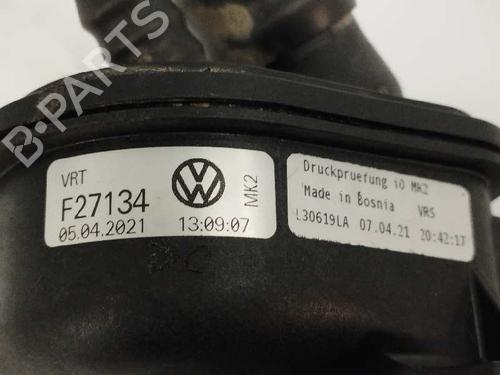 B-PARTS
VRT
F27134
05.04.2021 13:09:07
MK2
Druckpruefung iO MK2
Made in Bosnia VRS
L30619LA 07.04.21 20:42:17